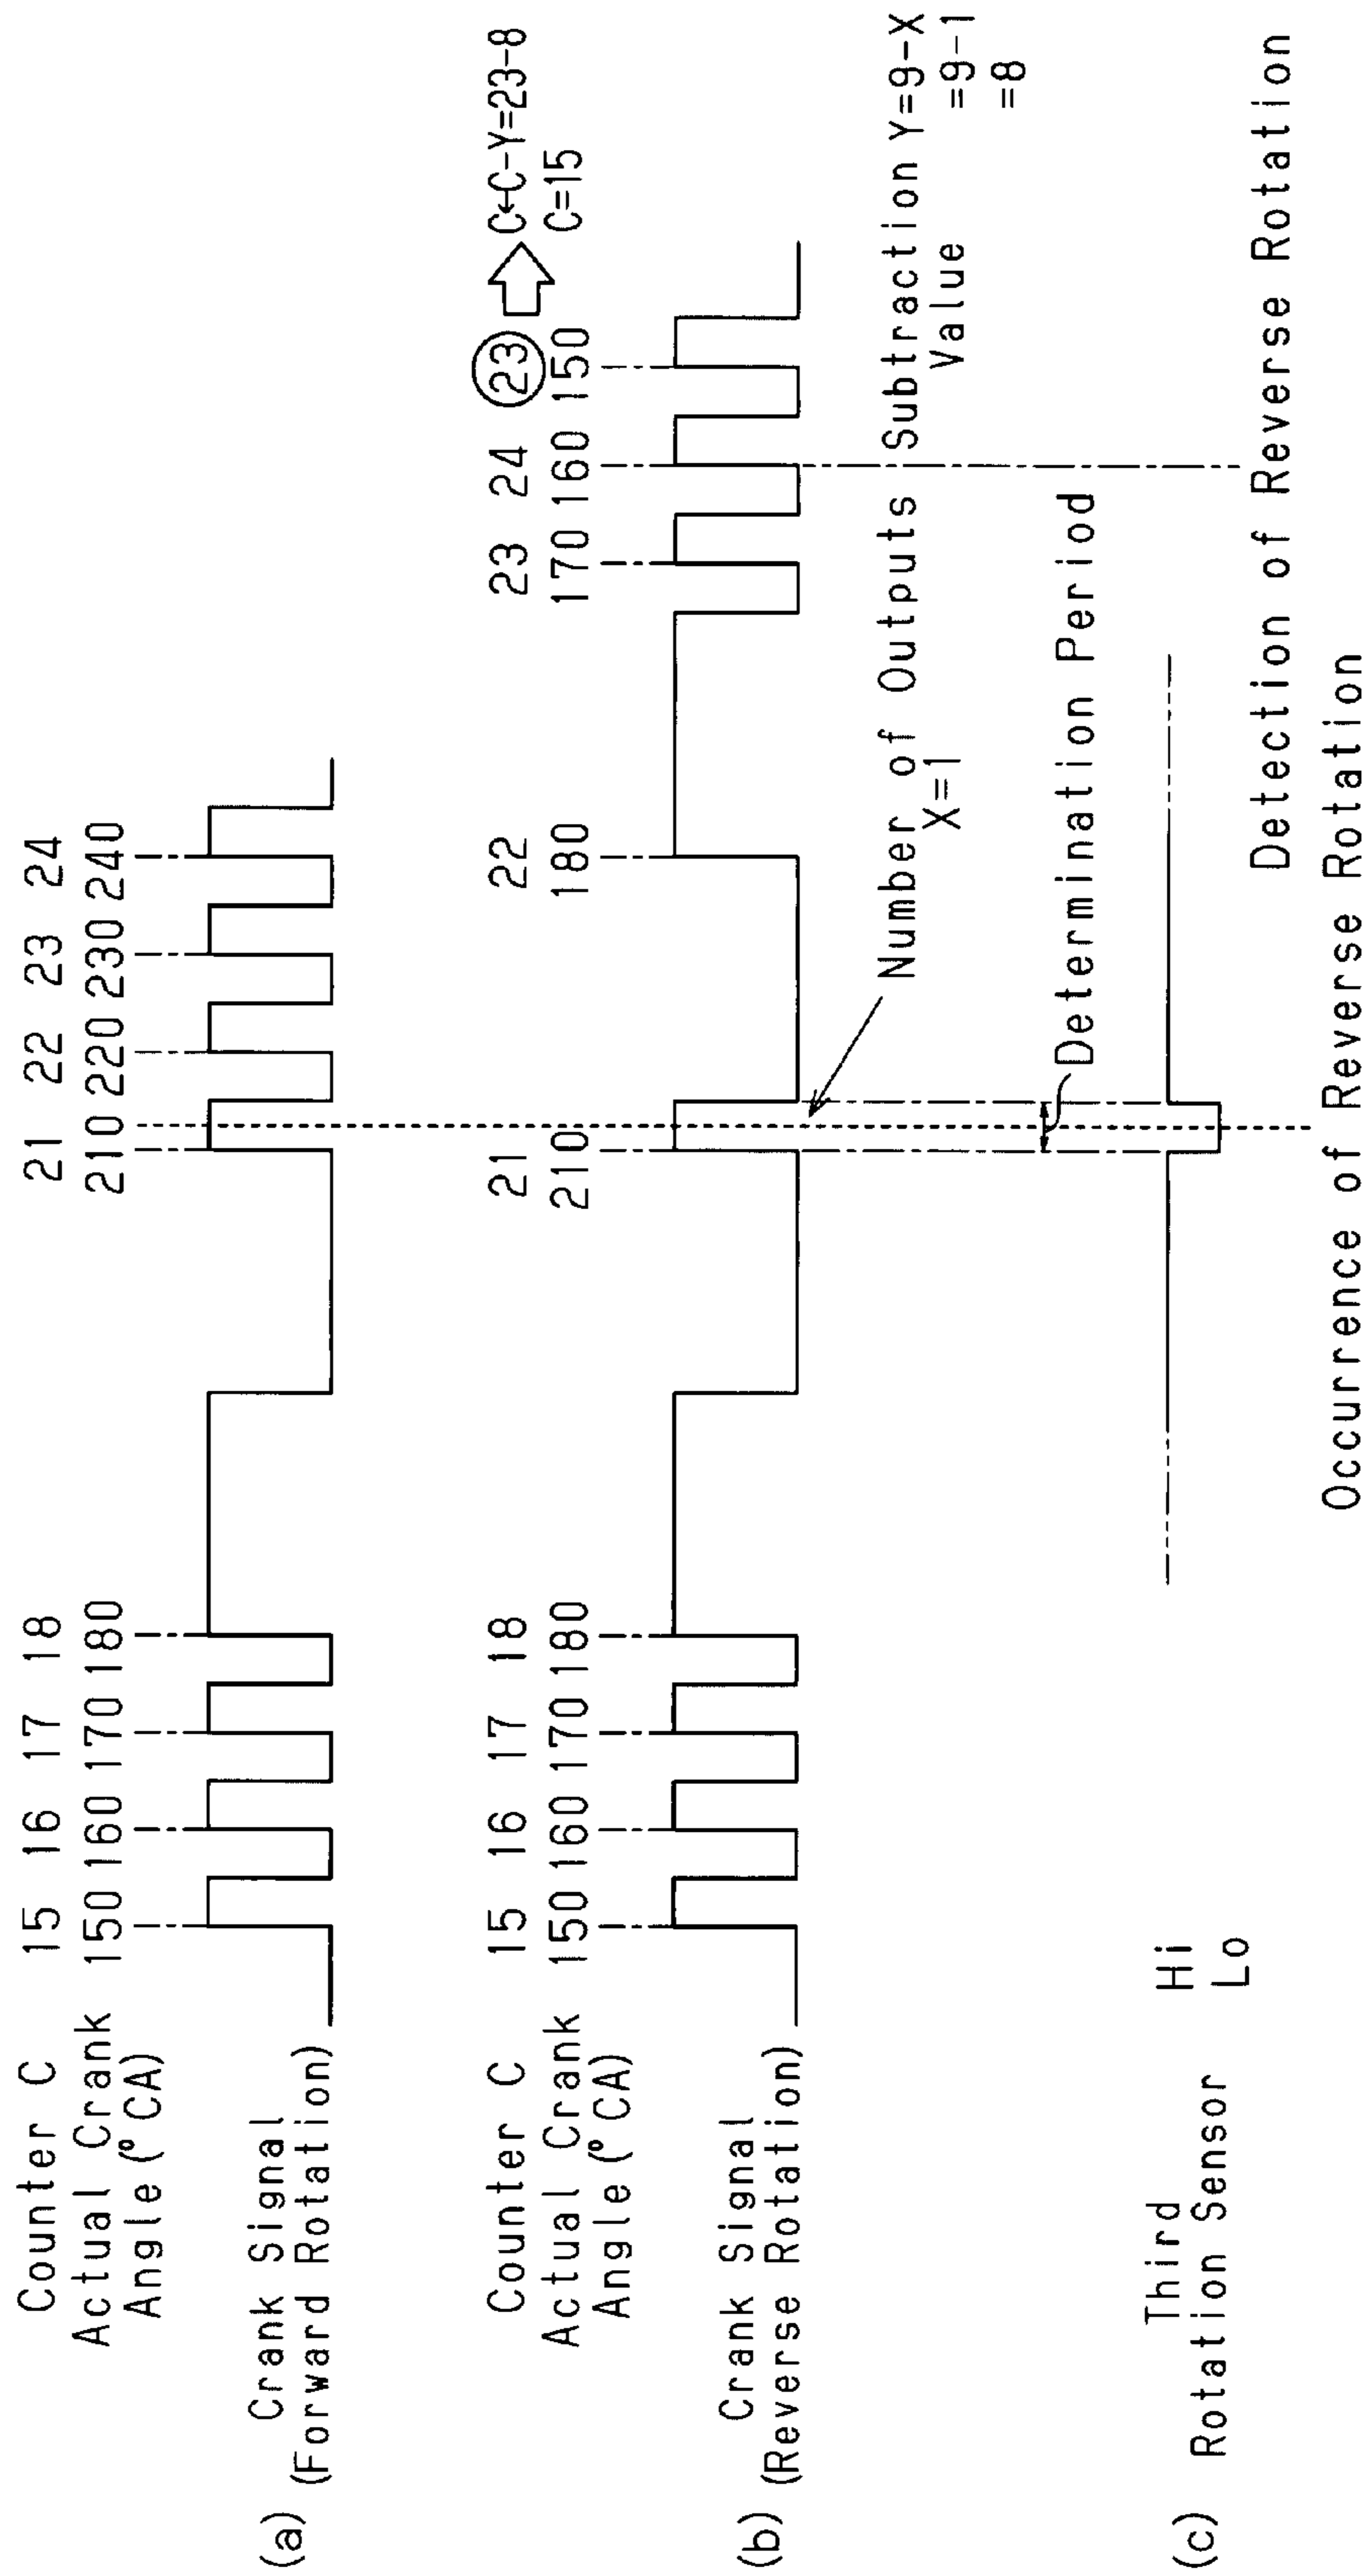 Counter C 15 16 17 18 21 22 23 24
Actual Crank
Angle (°CA) 150 160 170 180 210 220 230 240
(a) Crank Signal
(Forward Rotation)
Counter C 15 16 17 18 21 22 23 24 23 C←C-Y=23-8
C=15
Actual Crank
Angle (°CA) 150 160 170 180 210 180 170 160 150
(b) Crank Signal
(Reverse Rotation)
Number of Outputs
X=1
Subtraction Y=9-X
Value =9-1
=8
Determination Period
(c) Third
Rotation Sensor
Hi
Lo
Detection of Reverse Rotation
Occurrence of Reverse Rotation